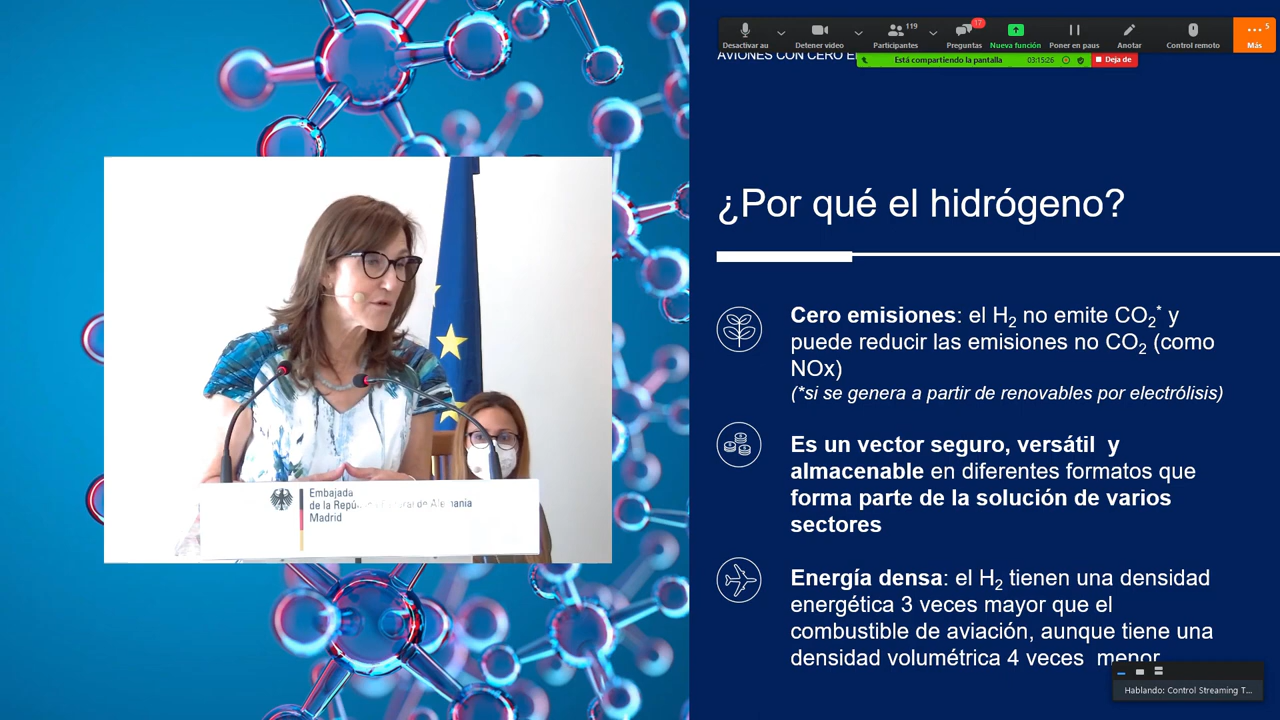 Desactivar au
Detener video
Participantes
119
Preguntas
17
Nueva función
Poner en paus
Anotar
Control remoto
Más
5
AVIONES CON CERO
Está compartiendo la pantalla
03:15:26
Deja de
¿Por qué el hidrógeno?
Cero emisiones: el H2 no emite CO2* y
puede reducir las emisiones no CO2 (como
NOx)
(*si se genera a partir de renovables por electrólisis)
Es un vector seguro, versátil y
almacenable en diferentes formatos que
forma parte de la solución de varios
sectores
Energía densa: el H2 tienen una densidad
energética 3 veces mayor que el
combustible de aviación, aunque tiene una
densidad volumétrica 4 veces menor
Hablando: Control Streaming T...
Embajada
de la República Federal de Alemania
Madrid